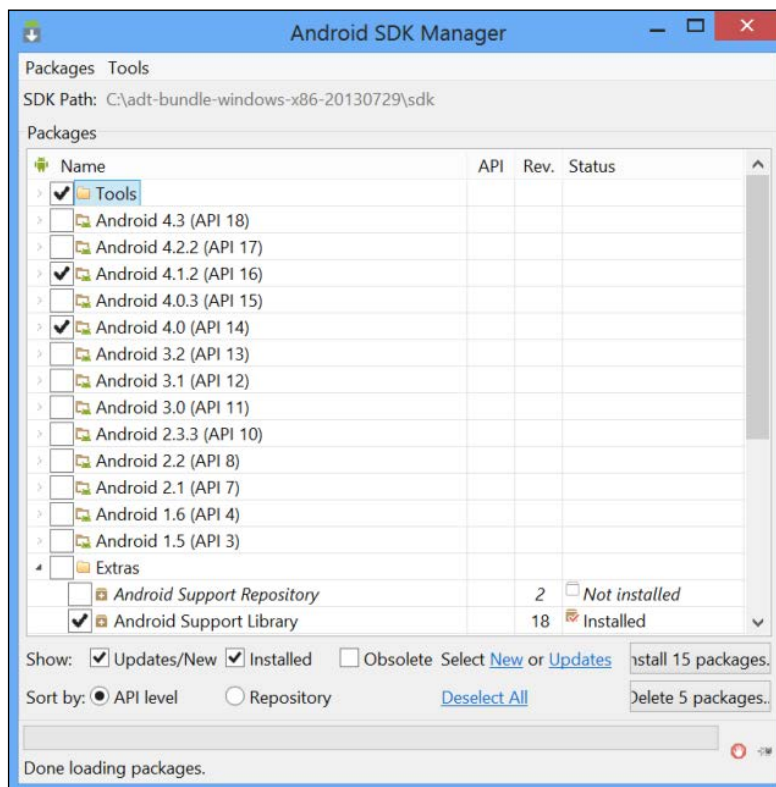 Android SDK Manager
Packages Tools
SDK Path: C:\adt-bundle-windows-x86-20130729\sdk
Packages
Name API Rev. Status
Tools
Android 4.3 (API 18)
Android 4.2.2 (API 17)
Android 4.1.2 (API 16)
Android 4.0.3 (API 15)
Android 4.0 (API 14)
Android 3.2 (API 13)
Android 3.1 (API 12)
Android 3.0 (API 11)
Android 2.3.3 (API 10)
Android 2.2 (API 8)
Android 2.1 (API 7)
Android 1.6 (API 4)
Android 1.5 (API 3)
Extras
Android Support Repository 2 Not installed
Android Support Library 18 Installed
Show: Updates/New Installed Obsolete Select New or Updates nstall 15 packages.
Sort by: API level Repository Deselect All Delete 5 packages..
Done loading packages.